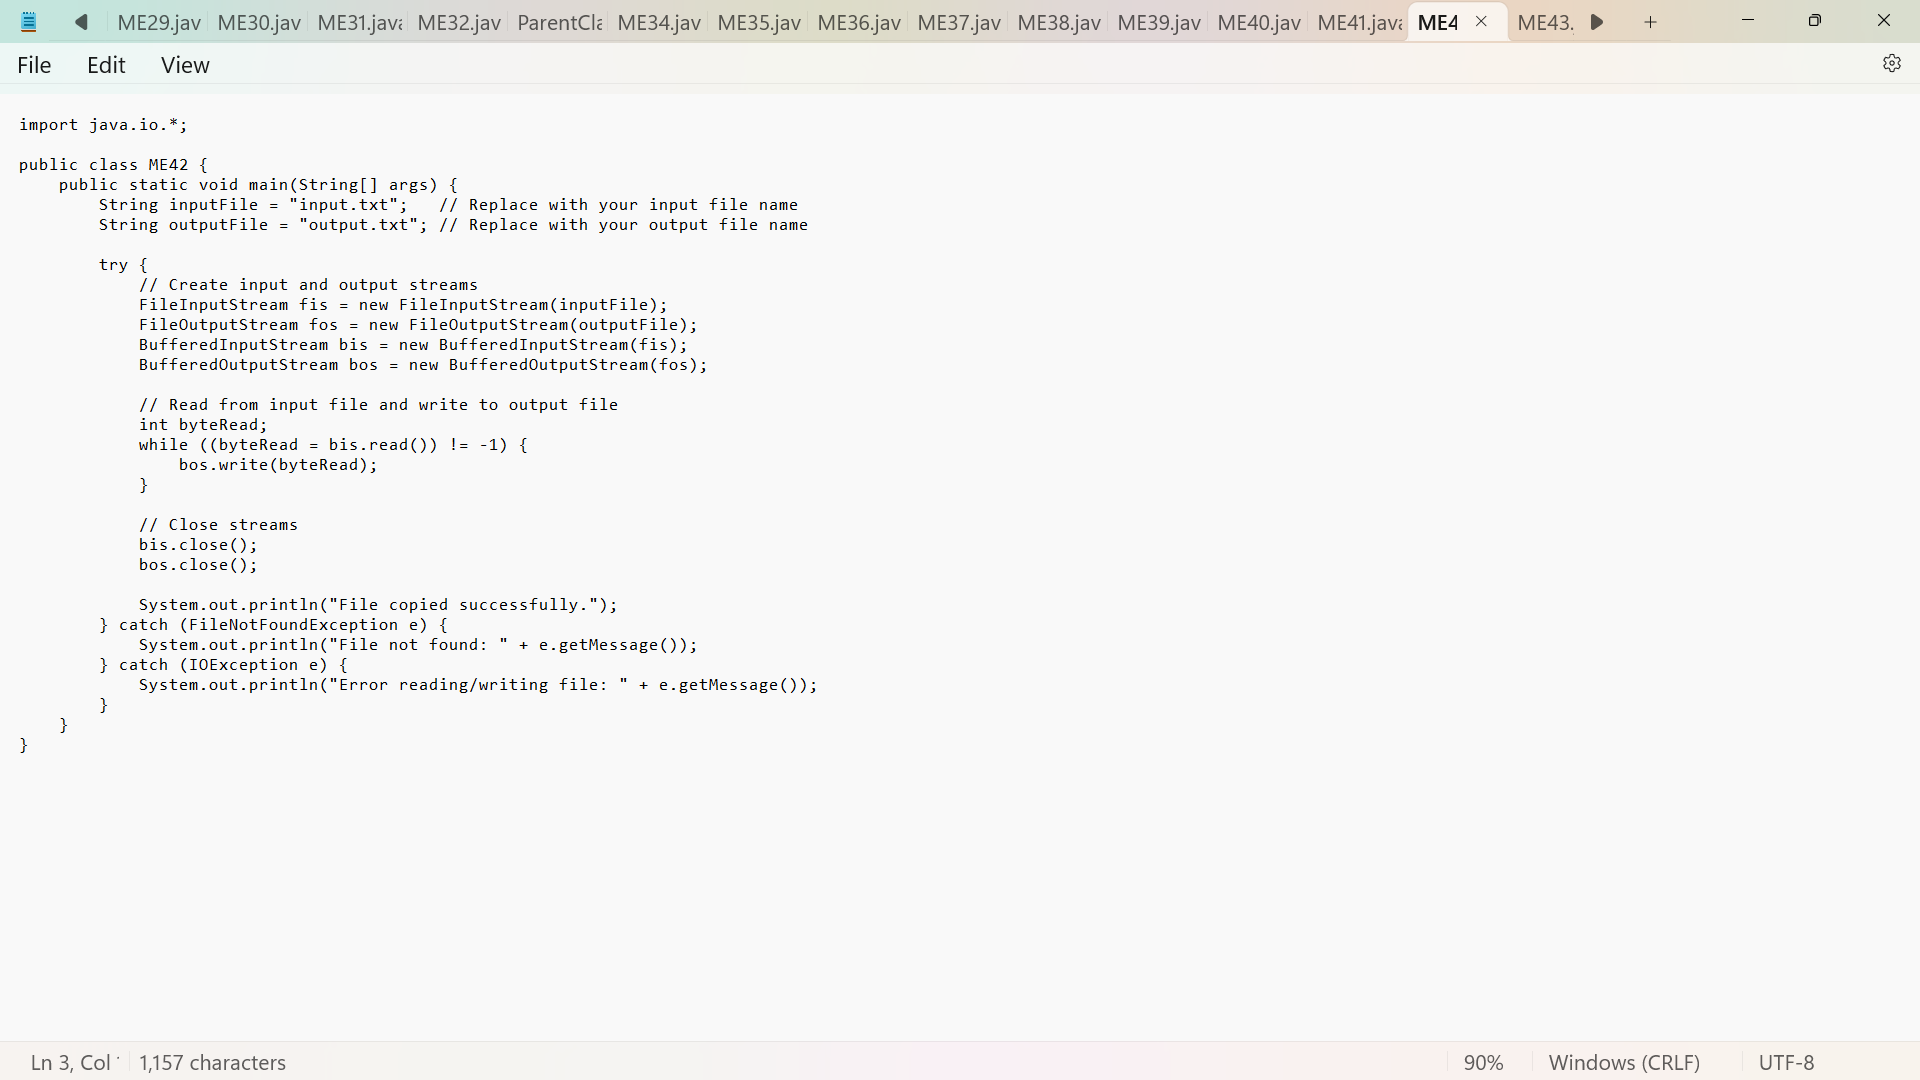 ME29.jav ME30.jav ME31.java ME32.jav ParentCla ME34.jav ME35.jav ME36.jav ME37.jav ME38.jav ME39.jav ME40.jav ME41.java ME4 ME43.
File Edit View
import java.io.*;
public class ME42 {
    public static void main(String[] args) {
        String inputFile = "input.txt";   // Replace with your input file name
        String outputFile = "output.txt"; // Replace with your output file name
        try {
            // Create input and output streams
            FileInputStream fis = new FileInputStream(inputFile);
            FileOutputStream fos = new FileOutputStream(outputFile);
            BufferedInputStream bis = new BufferedInputStream(fis);
            BufferedOutputStream bos = new BufferedOutputStream(fos);
            // Read from input file and write to output file
            int byteRead;
            while ((byteRead = bis.read()) != -1) {
                bos.write(byteRead);
            }
            // Close streams
            bis.close();
            bos.close();
            System.out.println("File copied successfully.");
        } catch (FileNotFoundException e) {
            System.out.println("File not found: " + e.getMessage());
        } catch (IOException e) {
            System.out.println("Error reading/writing file: " + e.getMessage());
        }
    }
}
Ln 3, Col 1,157 characters 90% Windows (CRLF) UTF-8